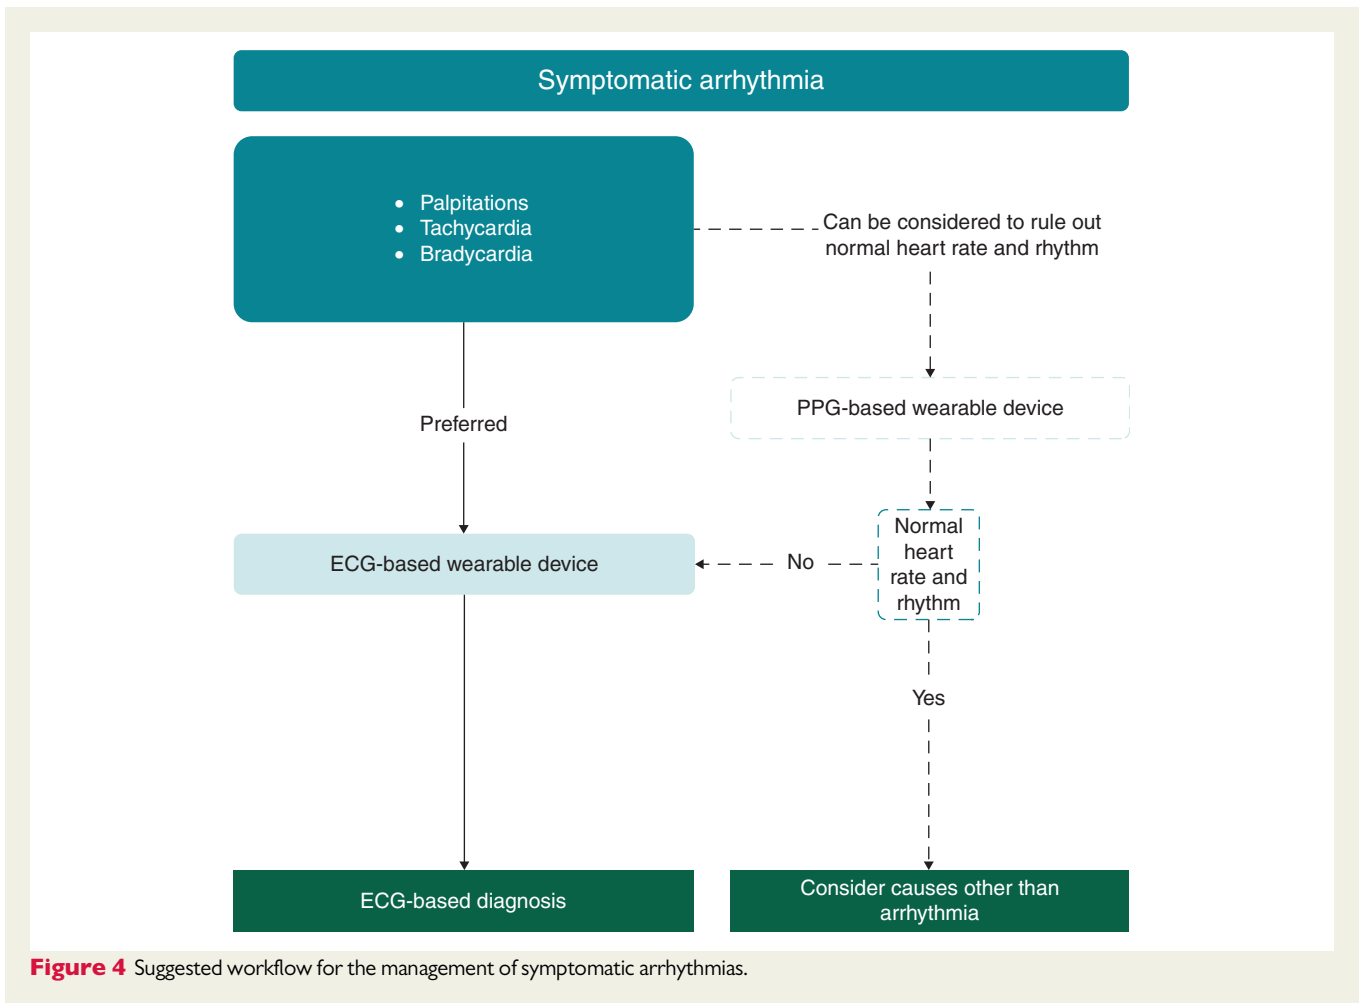 Symptomatic arrhythmia
• Palpitations
• Tachycardia
• Bradycardia
Can be considered to rule out
normal heart rate and rhythm
PPG-based wearable device
Preferred
Normal
heart
rate and
rhythm
ECG-based wearable device
No
Yes
ECG-based diagnosis
Consider causes other than
arrhythmia
Figure 4 Suggested workflow for the management of symptomatic arrhythmias.